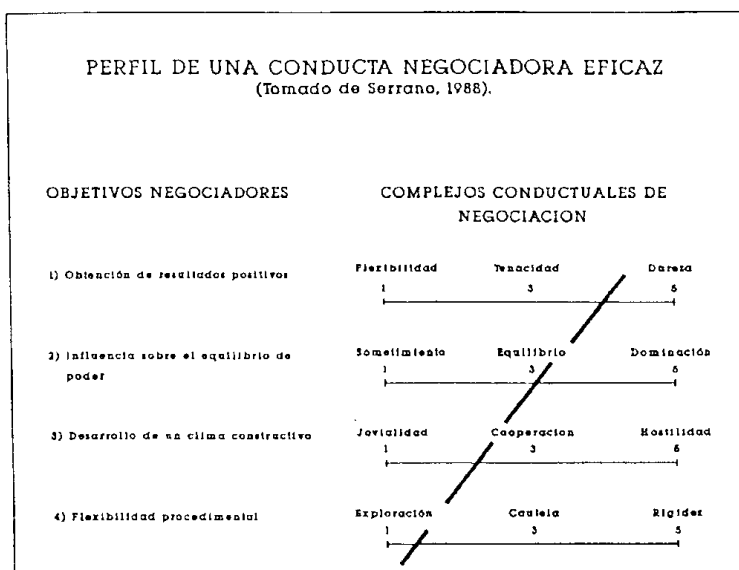 PERFIL DE UNA CONDUCTA NEGOCIADORA EFICAZ
(Tomado de Serrano, 1988).
OBJETIVOS NEGOCIADORES
COMPLEJOS CONDUCTUALES DE
NEGOCIACION
1) Obtención de resultados positivos
Flexibilidad Tenacidad Dureza
1 3 5
2) Influencia sobre el equilibrio de
poder
Sometimiento Equilibrio Dominación
1 3 5
3) Desarrollo de un clima constructivo
Jovialidad Cooperacion Hostilidad
1 3 5
4) Flexibilidad procedimental
Exploración Cautela Rigidez
1 3 5